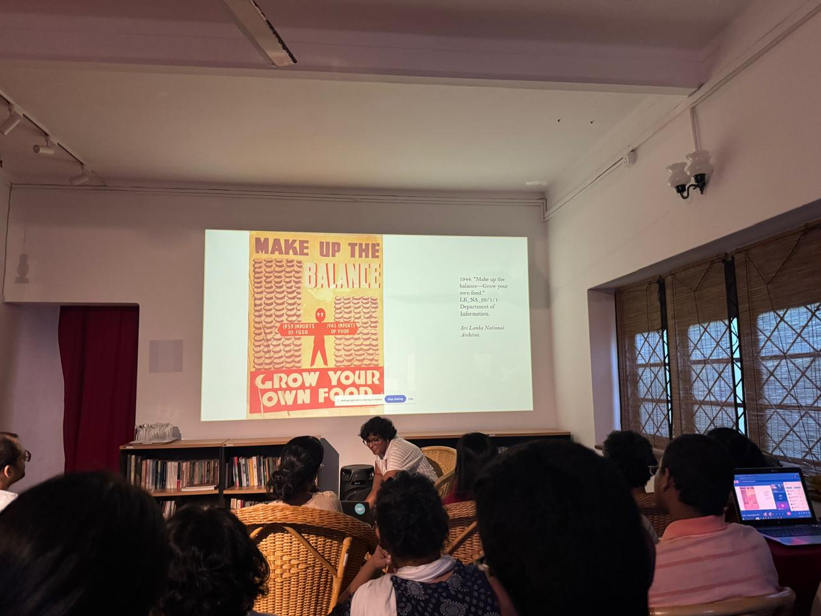 MAKE UP THE
BALANCE
1939 IMPORTS
OF FOOD
1943 IMPORTS
OF FOOD
GROW YOUR
OWN FOOD
1944. "Make up the
balance—Grow your
own food."
Department of
Information.
Sri Lanka National
Archives.